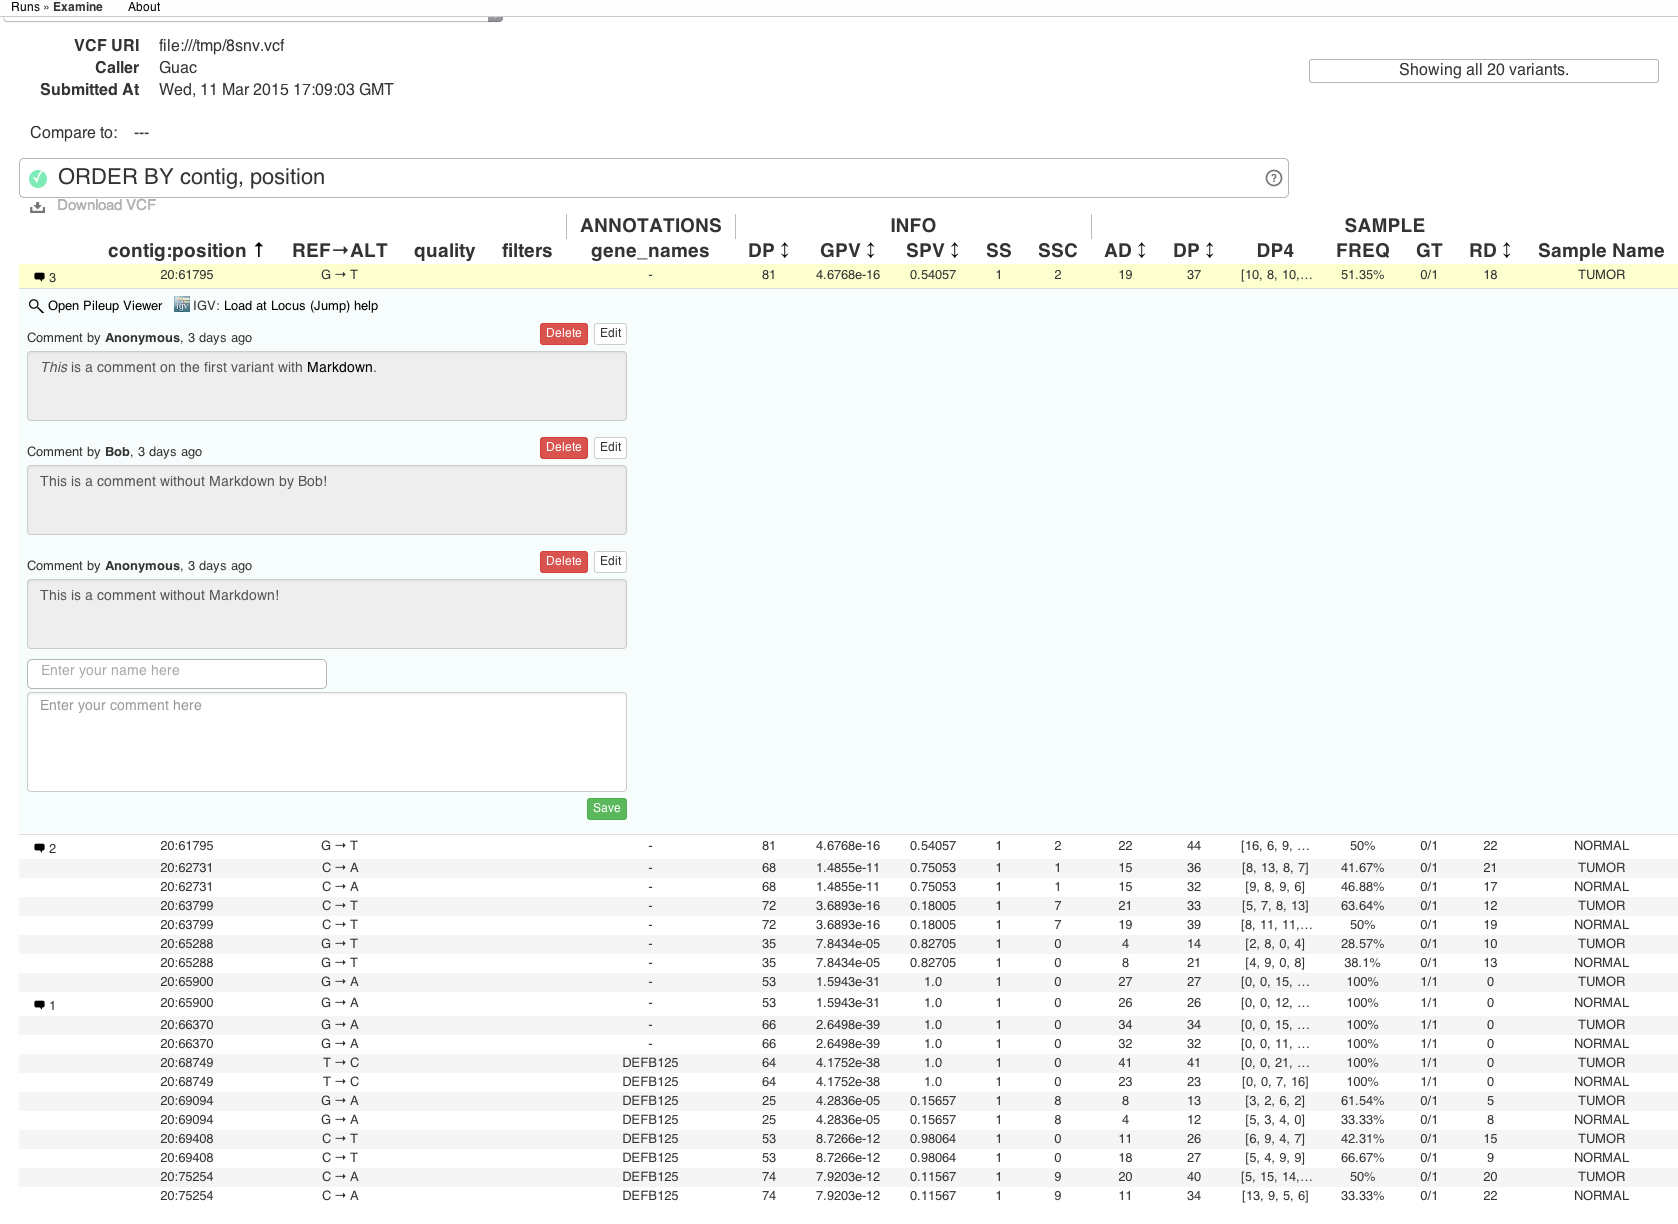 Runs » Examine About
VCF URI file:///tmp/8snv.vcf
Caller Guac
Submitted At Wed, 11 Mar 2015 17:09:03 GMT
Showing all 20 variants.
Compare to: ---
ORDER BY contig, position
Download VCF
ANNOTATIONS INFO SAMPLE
contig:position ↑ REF→ALT quality filters gene_names DP ↕ GPV ↕ SPV ↕ SS SSC AD ↕ DP ↕ DP4 FREQ GT RD ↕ Sample Name
3 20:61795 G → T - 81 4.6768e-16 0.54057 1 2 19 37 [10, 8, 10,... 51.35% 0/1 18 TUMOR
Open Pileup Viewer IGV: Load at Locus (Jump) help
Comment by Anonymous, 3 days ago Delete Edit
This is a comment on the first variant with Markdown.
Comment by Bob, 3 days ago Delete Edit
This is a comment without Markdown by Bob!
Comment by Anonymous, 3 days ago Delete Edit
This is a comment without Markdown!
Enter your name here
Enter your comment here
Save
2 20:61795 G → T - 81 4.6768e-16 0.54057 1 2 22 44 [16, 6, 9, ... 50% 0/1 22 NORMAL
20:62731 C → A - 68 1.4855e-11 0.75053 1 1 15 36 [8, 13, 8, 7] 41.67% 0/1 21 TUMOR
20:62731 C → A - 68 1.4855e-11 0.75053 1 1 15 32 [9, 8, 9, 6] 46.88% 0/1 17 NORMAL
20:63799 C → T - 72 3.6893e-16 0.18005 1 7 21 33 [5, 7, 8, 13] 63.64% 0/1 12 TUMOR
20:63799 C → T - 72 3.6893e-16 0.18005 1 7 19 39 [8, 11, 11,... 50% 0/1 19 NORMAL
20:65288 G → T - 35 7.8434e-05 0.82705 1 0 4 14 [2, 8, 0, 4] 28.57% 0/1 10 TUMOR
20:65288 G → T - 35 7.8434e-05 0.82705 1 0 8 21 [4, 9, 0, 8] 38.1% 0/1 13 NORMAL
20:65900 G → A - 53 1.5943e-31 1.0 1 0 27 27 [0, 0, 15, ... 100% 1/1 0 TUMOR
1 20:65900 G → A - 53 1.5943e-31 1.0 1 0 26 26 [0, 0, 12, ... 100% 1/1 0 NORMAL
20:66370 G → A - 66 2.6498e-39 1.0 1 0 34 34 [0, 0, 15, ... 100% 1/1 0 TUMOR
20:66370 G → A - 66 2.6498e-39 1.0 1 0 32 32 [0, 0, 11, ... 100% 1/1 0 NORMAL
20:68749 T → C DEFB125 64 4.1752e-38 1.0 1 0 41 41 [0, 0, 21, ... 100% 1/1 0 TUMOR
20:68749 T → C DEFB125 64 4.1752e-38 1.0 1 0 23 23 [0, 0, 7, 16] 100% 1/1 0 NORMAL
20:69094 G → A DEFB125 25 4.2836e-05 0.15657 1 8 8 13 [3, 2, 6, 2] 61.54% 0/1 5 TUMOR
20:69094 G → A DEFB125 25 4.2836e-05 0.15657 1 8 4 12 [5, 3, 4, 0] 33.33% 0/1 8 NORMAL
20:69408 C → T DEFB125 53 8.7266e-12 0.98064 1 0 11 26 [6, 9, 4, 7] 42.31% 0/1 15 TUMOR
20:69408 C → T DEFB125 53 8.7266e-12 0.98064 1 0 18 27 [5, 4, 9, 9] 66.67% 0/1 9 NORMAL
20:75254 C → A DEFB125 74 7.9203e-12 0.11567 1 9 20 40 [5, 15, 14,... 50% 0/1 20 TUMOR
20:75254 C → A DEFB125 74 7.9203e-12 0.11567 1 9 11 34 [13, 9, 5, 6] 33.33% 0/1 22 NORMAL